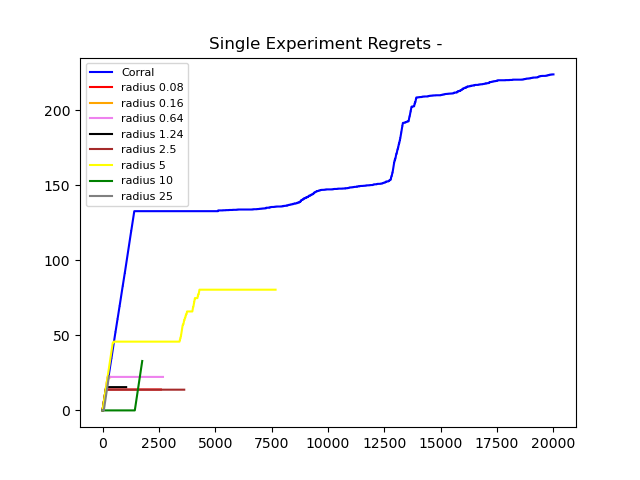 Single Experiment Regrets -
Corral
radius 0.08
radius 0.16
radius 0.64
radius 1.24
radius 2.5
radius 5
radius 10
radius 25
200
150
100
50
0
0 2500 5000 7500 10000 12500 15000 17500 20000